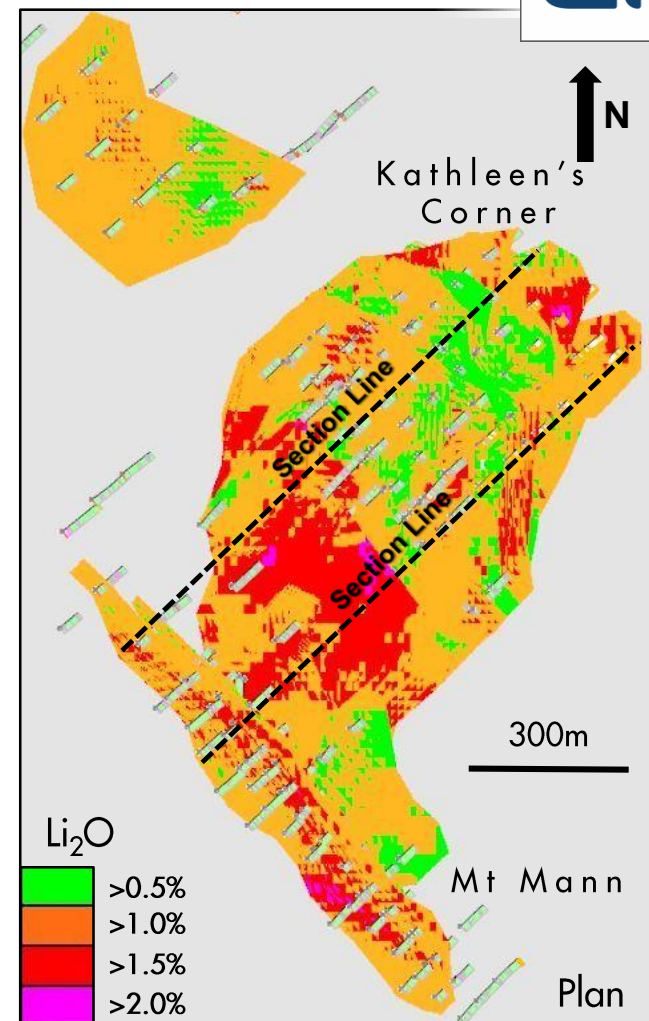 N
Kathleen's
Corner
Section Line
Section Line
300m
Li₂O
>0.5%
>1.0%
>1.5%
>2.0%
Mt Mann
Plan